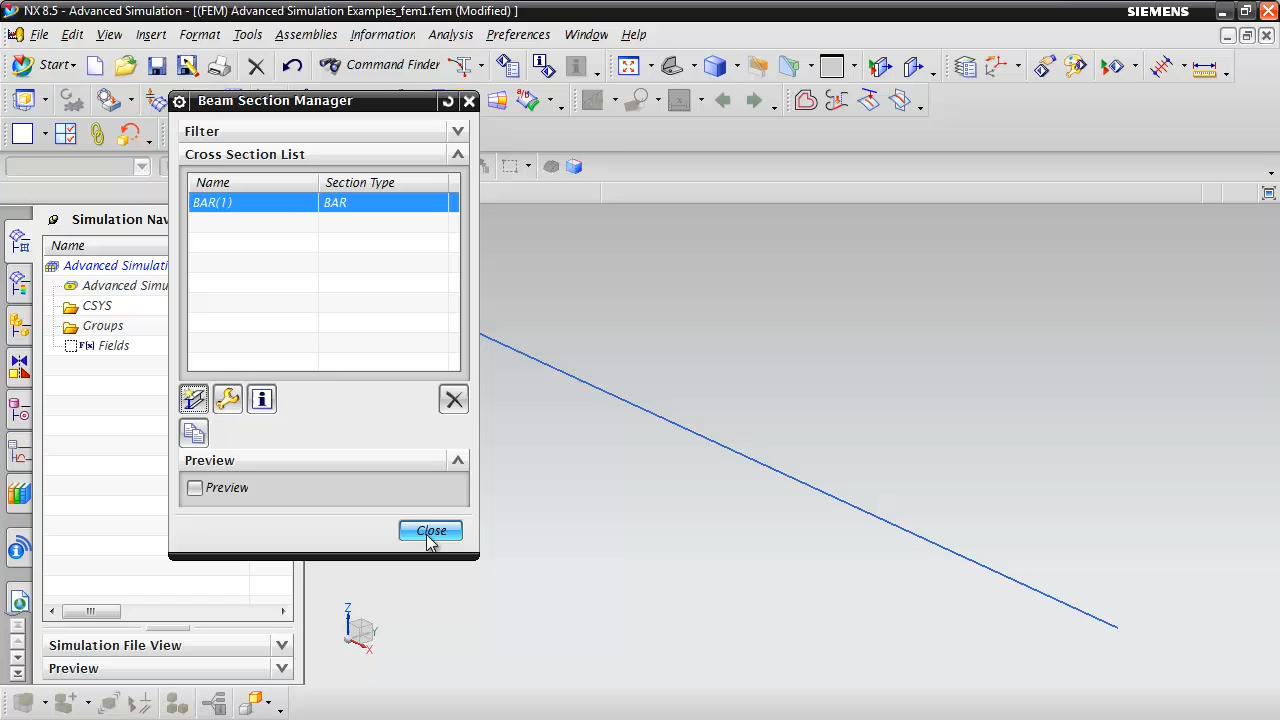 NX 8.5 - Advanced Simulation - [(FEM) Advanced Simulation Examples_fem1.fem (Modified) ]
SIEMENS
File Edit View Insert Format Tools Assemblies Information Analysis Preferences Window Help
Start Command Finder
Beam Section Manager
Filter
Cross Section List
Name Section Type
BAR(1) BAR
Preview
Preview
Close
Simulation Nav
Name
Advanced Simulati
Advanced Simu
CSYS
Groups
F(x) Fields
Simulation File View
Preview
Z
Y
X